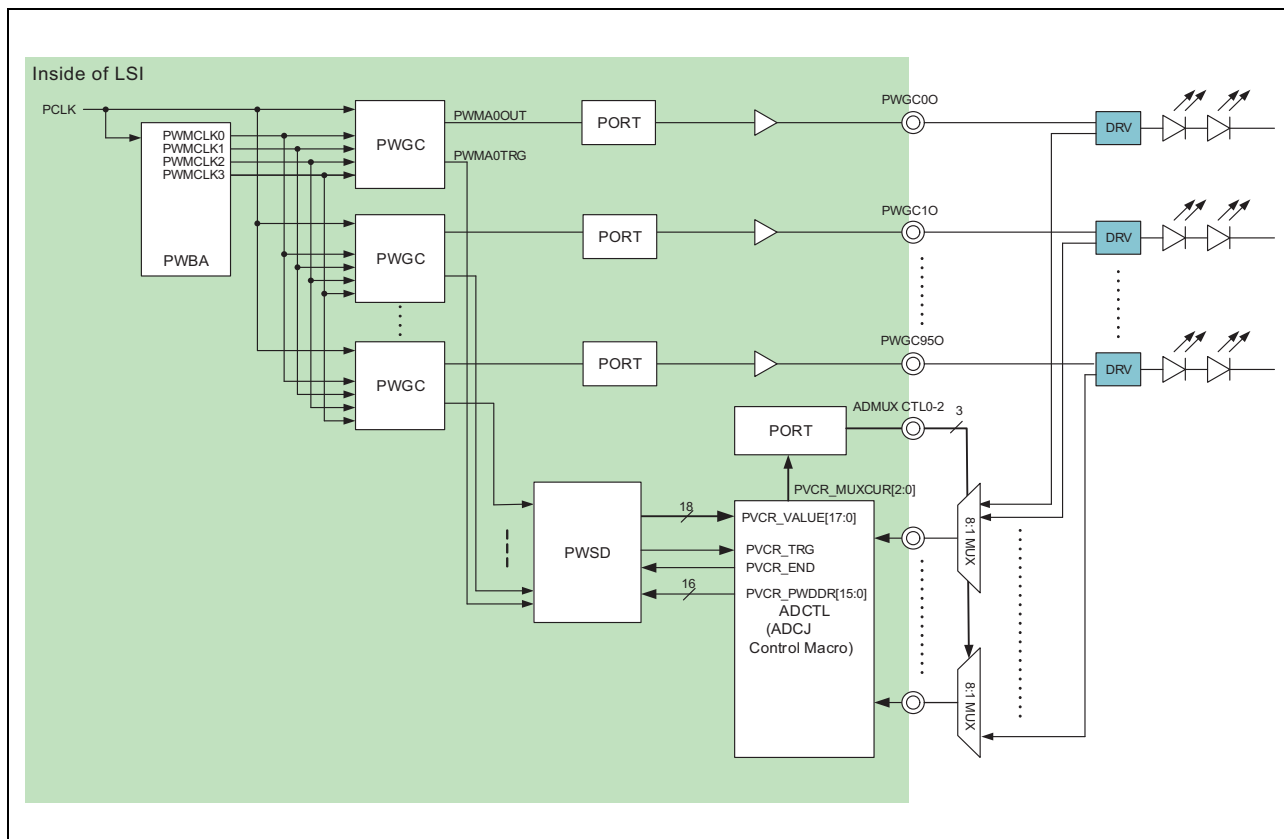 Inside of LSI
PCLK
PWMCLK0
PWMCLK1
PWMCLK2
PWMCLK3
PWBA
PWGC
PWMA0OUT
PWMA0TRG
PORT
PWGC0O
DRV
PWGC
PORT
PWGC1O
DRV
PWGC
PORT
PWGC95O
DRV
PORT
ADMUX CTL0-2
3
PVCR_MUXCUR[2:0]
PWSD
18
PVCR_VALUE[17:0]
PVCR_TRG
PVCR_END
16
PVCR_PWDDR[15:0]
ADCTL
(ADCJ
Control Macro)
8:1 MUX
8:1 MUX